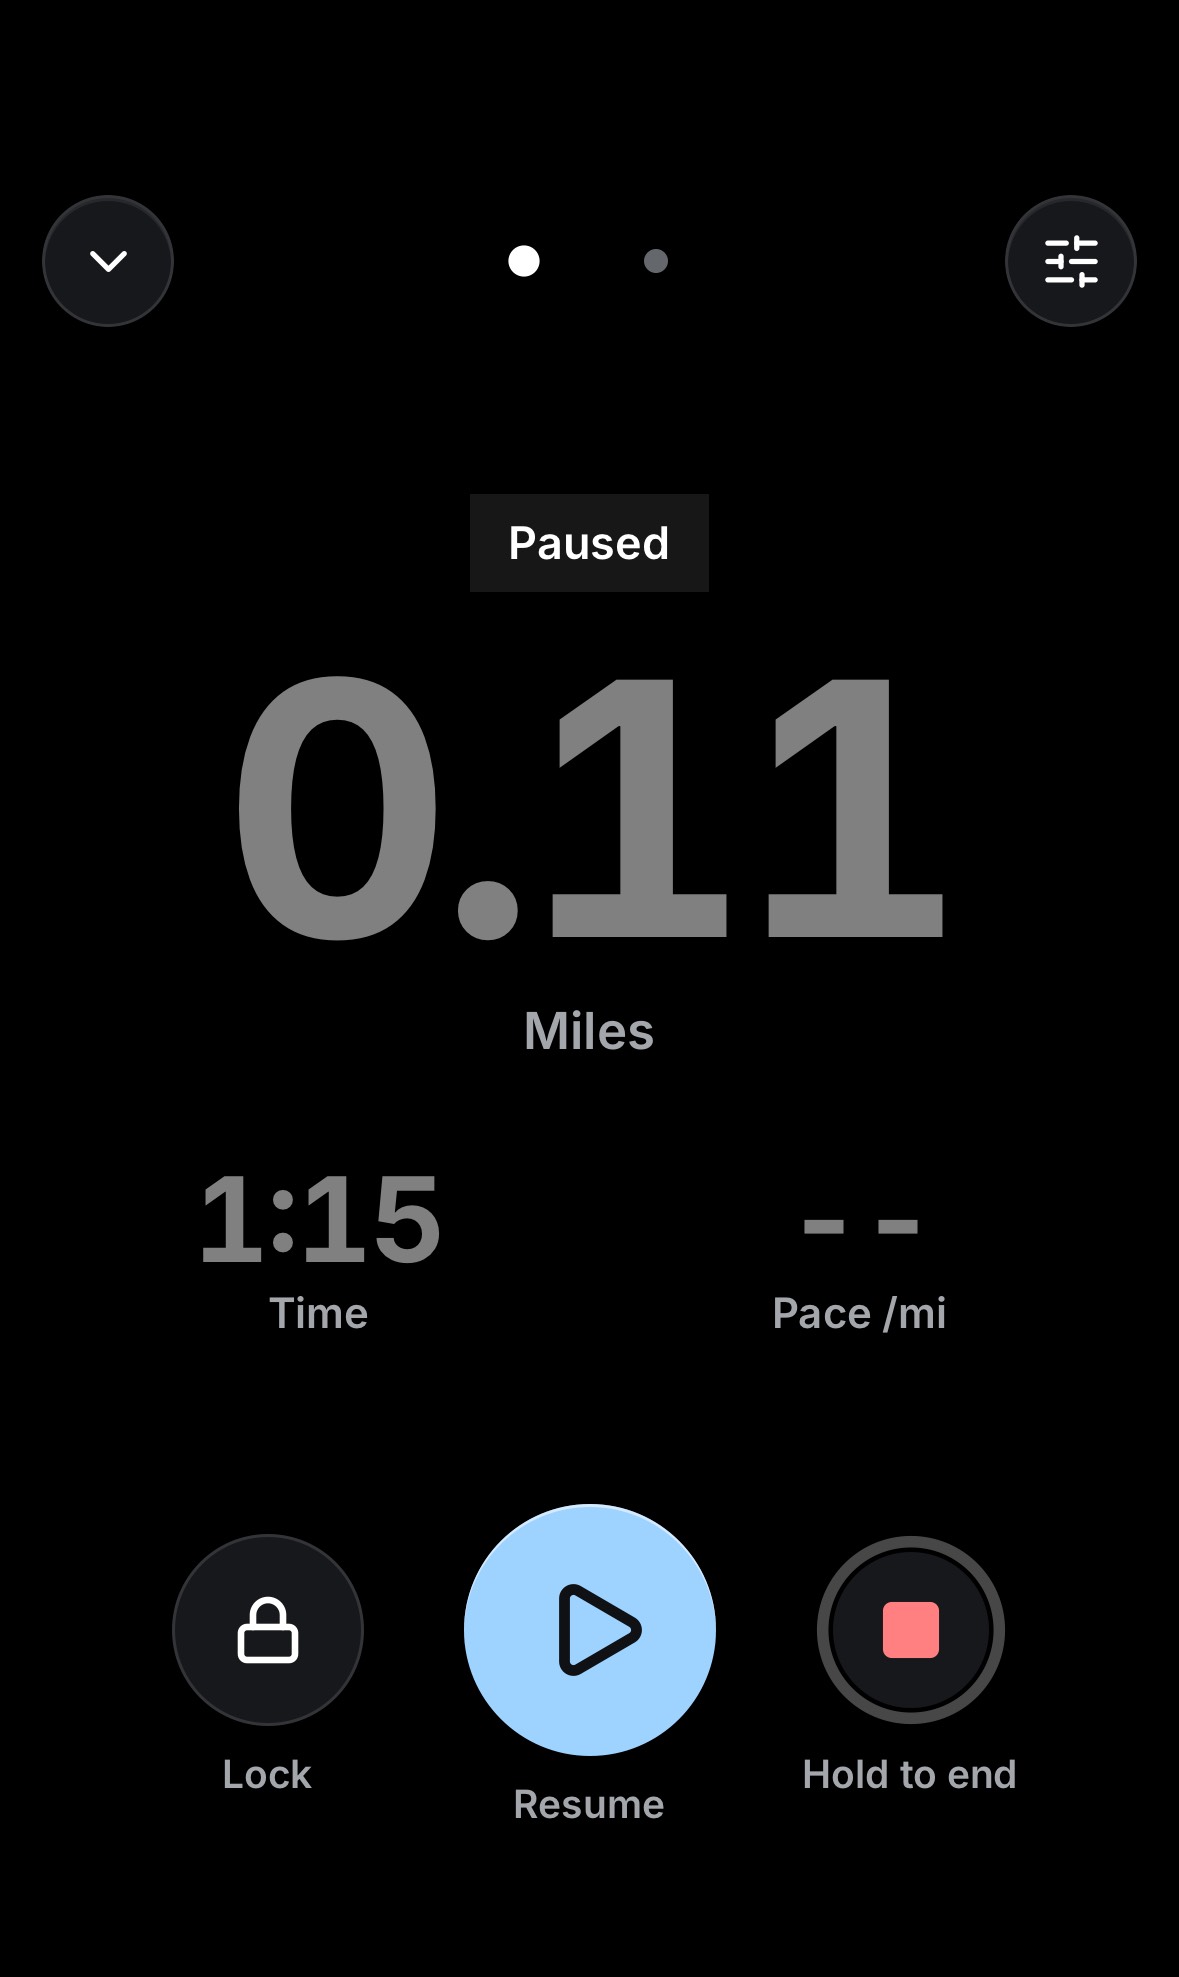 Paused
0.11
Miles
1:15
Time
--
Pace /mi
Lock
Resume
Hold to end